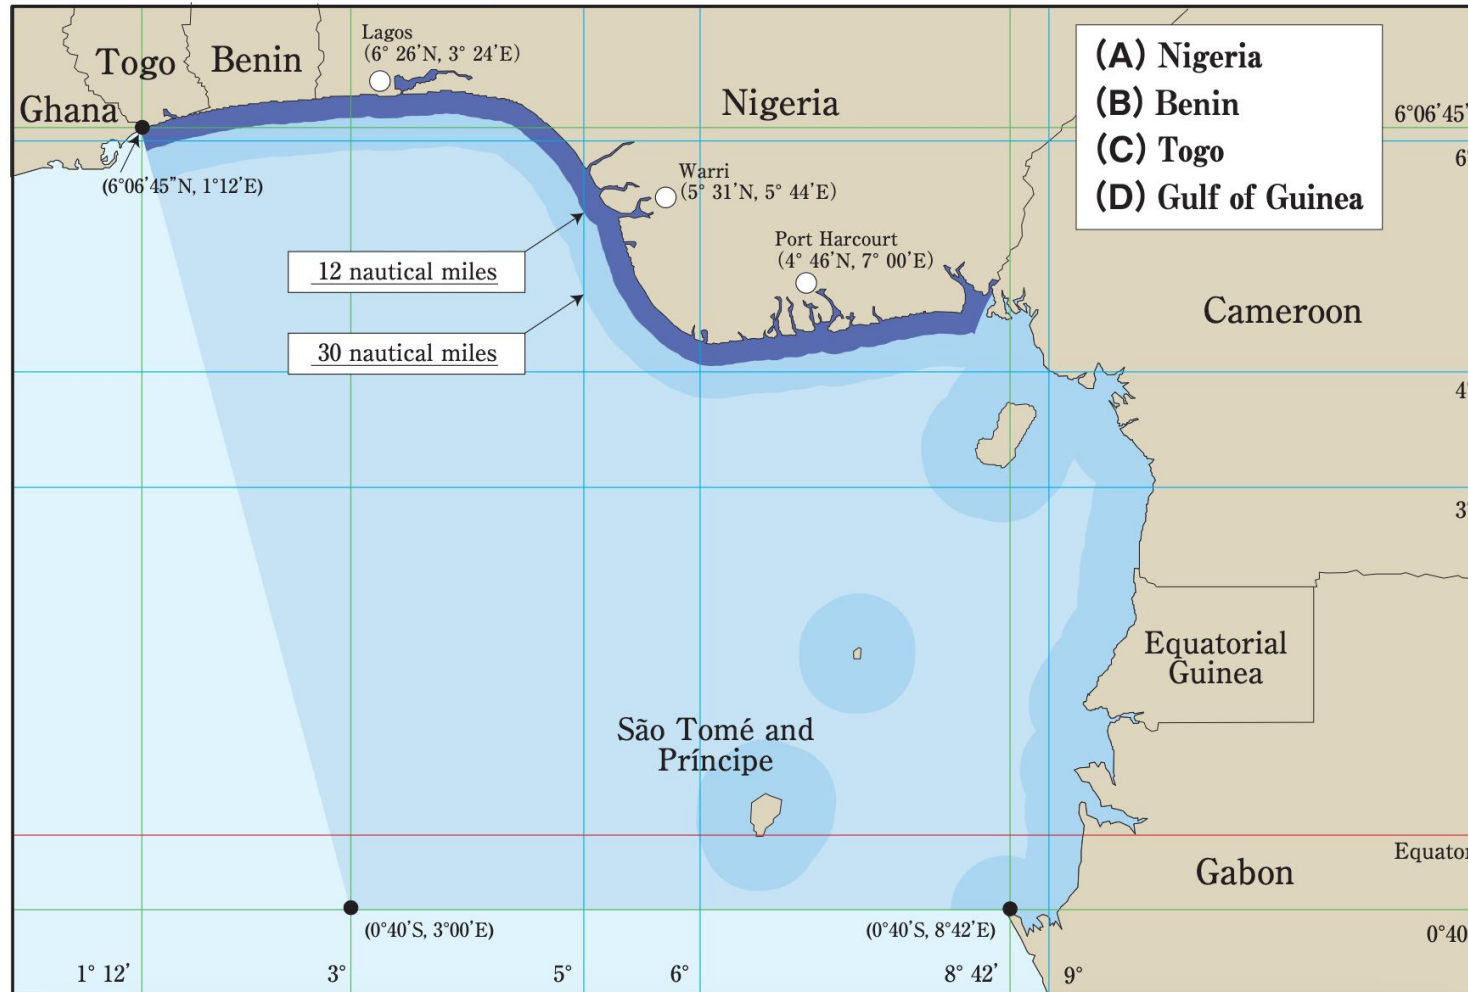 Lagos
(6° 26'N, 3° 24'E)
Togo
Benin
Ghana
Nigeria
(A) Nigeria
(B) Benin
(C) Togo
(D) Gulf of Guinea
6°06'45'
6°
(6°06'45"N, 1°12'E)
Warri
(5° 31'N, 5° 44'E)
12 nautical miles
Port Harcourt
(4° 46'N, 7° 00'E)
30 nautical miles
Cameroon
4°
3°
Equatorial
Guinea
São Tomé and
Príncipe
Equator
Gabon
(0°40'S, 3°00'E)
(0°40'S, 8°42'E)
0°40
1° 12'
3°
5°
6°
8° 42'
9°